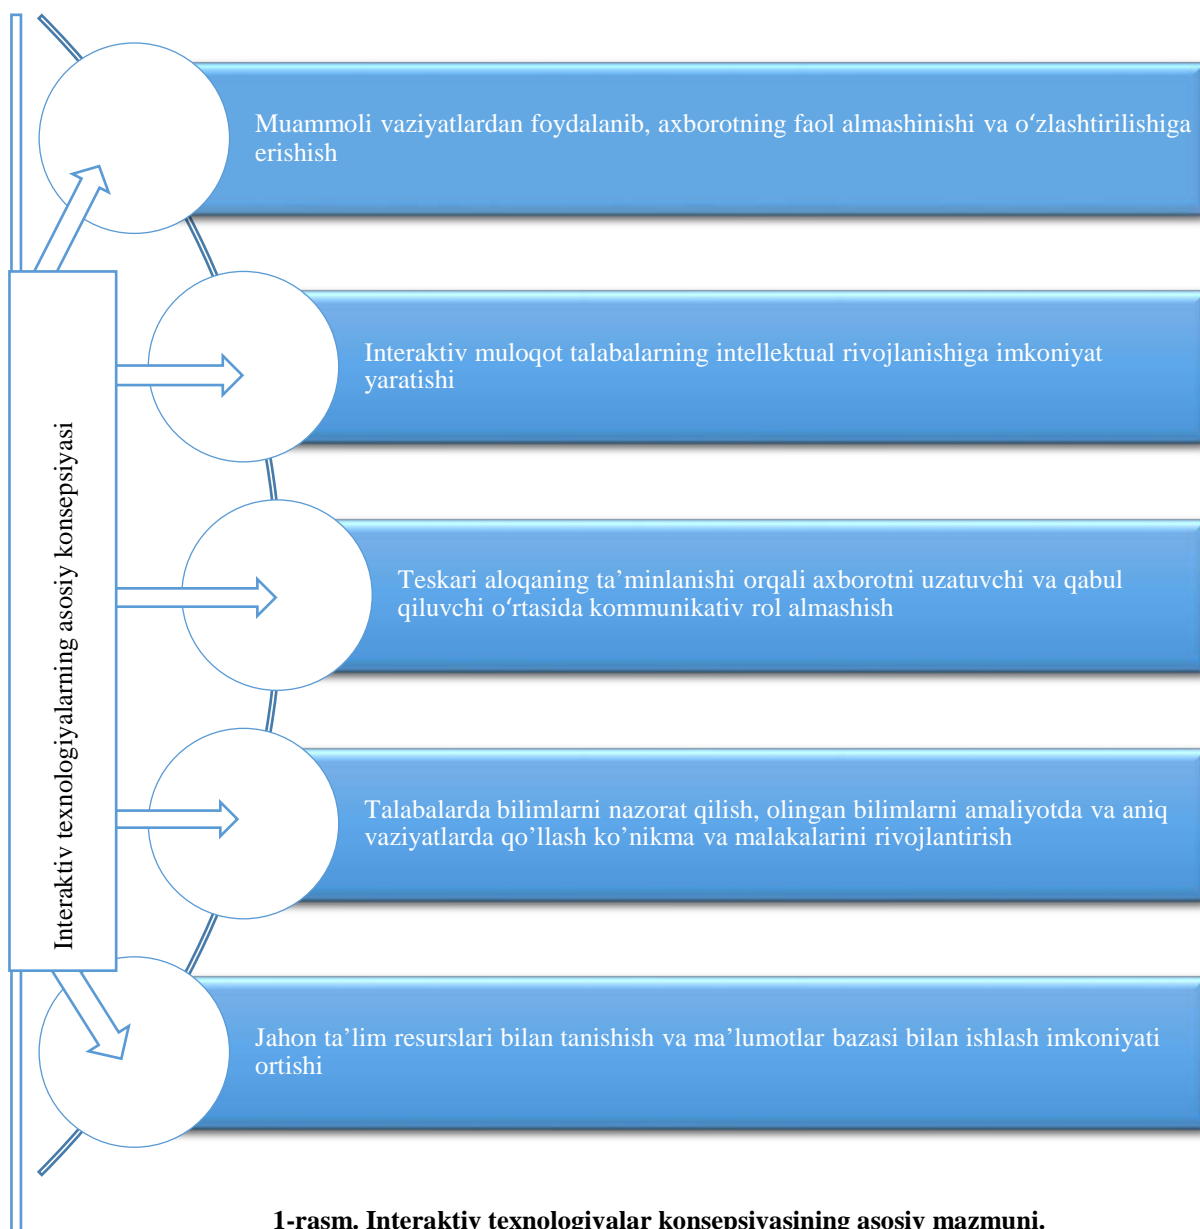 Muammoli vaziyatlardan foydalanib, axborotning faol almashinishi va oʻzlashtirilishiga
erishish
Interaktiv muloqot talabalarning intellektual rivojlanishiga imkoniyat
yaratishi
Interaktiv texnologiyalarning asosiy konsepsiyasi
Teskari aloqaning ta’minlanishi orqali axborotni uzatuvchi va qabul
qiluvchi oʻrtasida kommunikativ rol almashish
Talabalarda bilimlarni nazorat qilish, olingan bilimlarni amaliyotda va aniq
vaziyatlarda qo’llash ko’nikma va malakalarini rivojlantirish
Jahon ta’lim resurslari bilan tanishish va ma’lumotlar bazasi bilan ishlash imkoniyati
ortishi
1-rasm. Interaktiv texnologiyalar konsepsiyasining asosiy mazmuni.